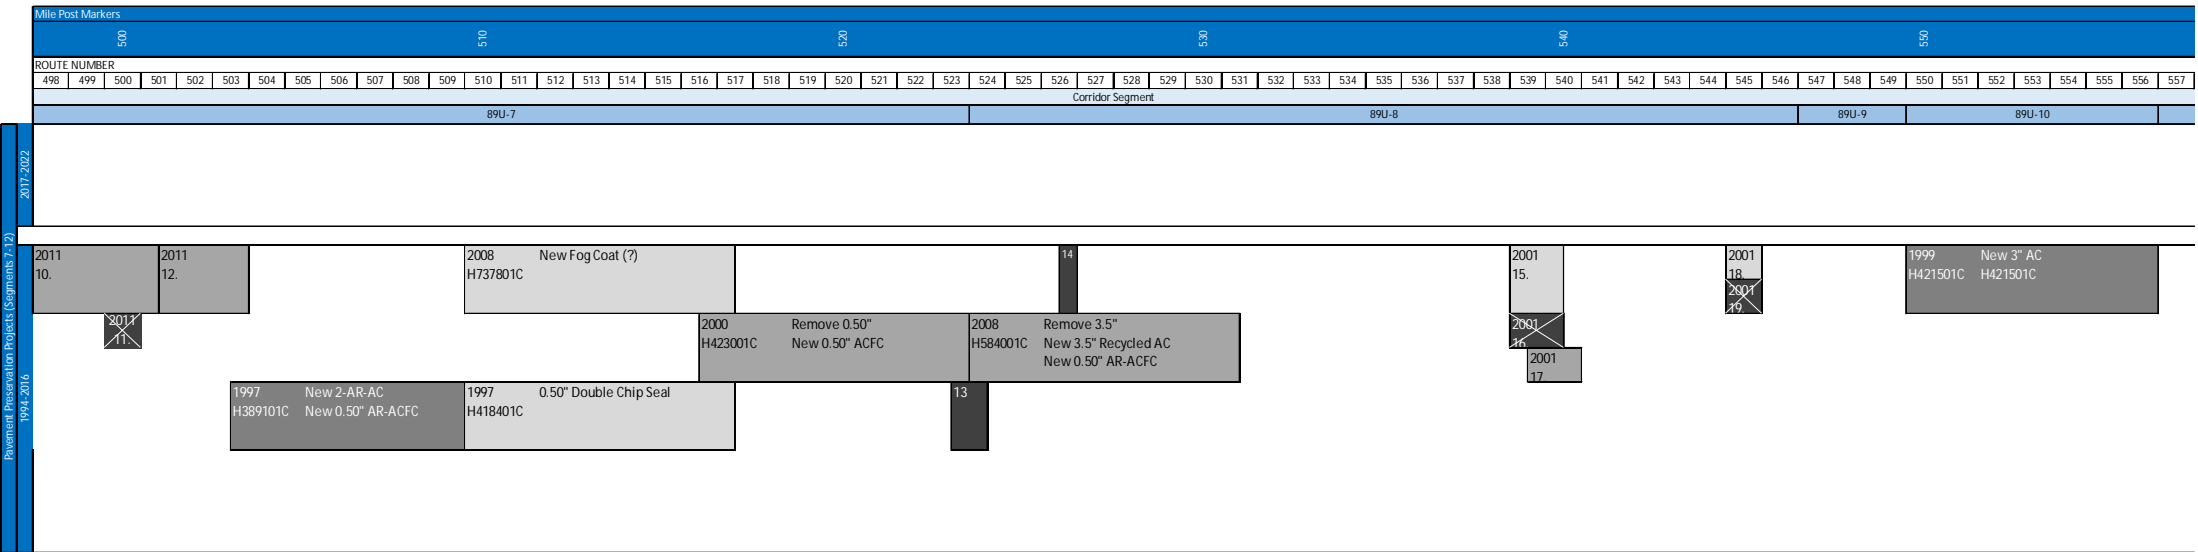 Mile Post Markers
500 510 520 530 540 550
ROUTE NUMBER
498 499 500 501 502 503 504 505 506 507 508 509 510 511 512 513 514 515 516 517 518 519 520 521 522 523 524 525 526 527 528 529 530 531 532 533 534 535 536 537 538 539 540 541 542 543 544 545 546 547 548 549 550 551 552 553 554 555 556 557
Corridor Segment
89U-7 89U-8 89U-9 89U-10
Pavement Preservation Projects (Segments 7-12)
2017-2022
1994-2016
2011
10.
2011
12.
2008 New Fog Coat (?)
H737801C
14
2001
15.
2001
18.
2001
19.
1999 New 3" AC
H421501C H421501C
2011
11.
2000 Remove 0.50"
H423001C New 0.50" ACFC
2008 Remove 3.5"
H584001C New 3.5" Recycled AC
New 0.50" AR-ACFC
2001
16.
2001
17.
1997 New 2-AR-AC
H389101C New 0.50" AR-ACFC
1997 0.50" Double Chip Seal
H418401C
13